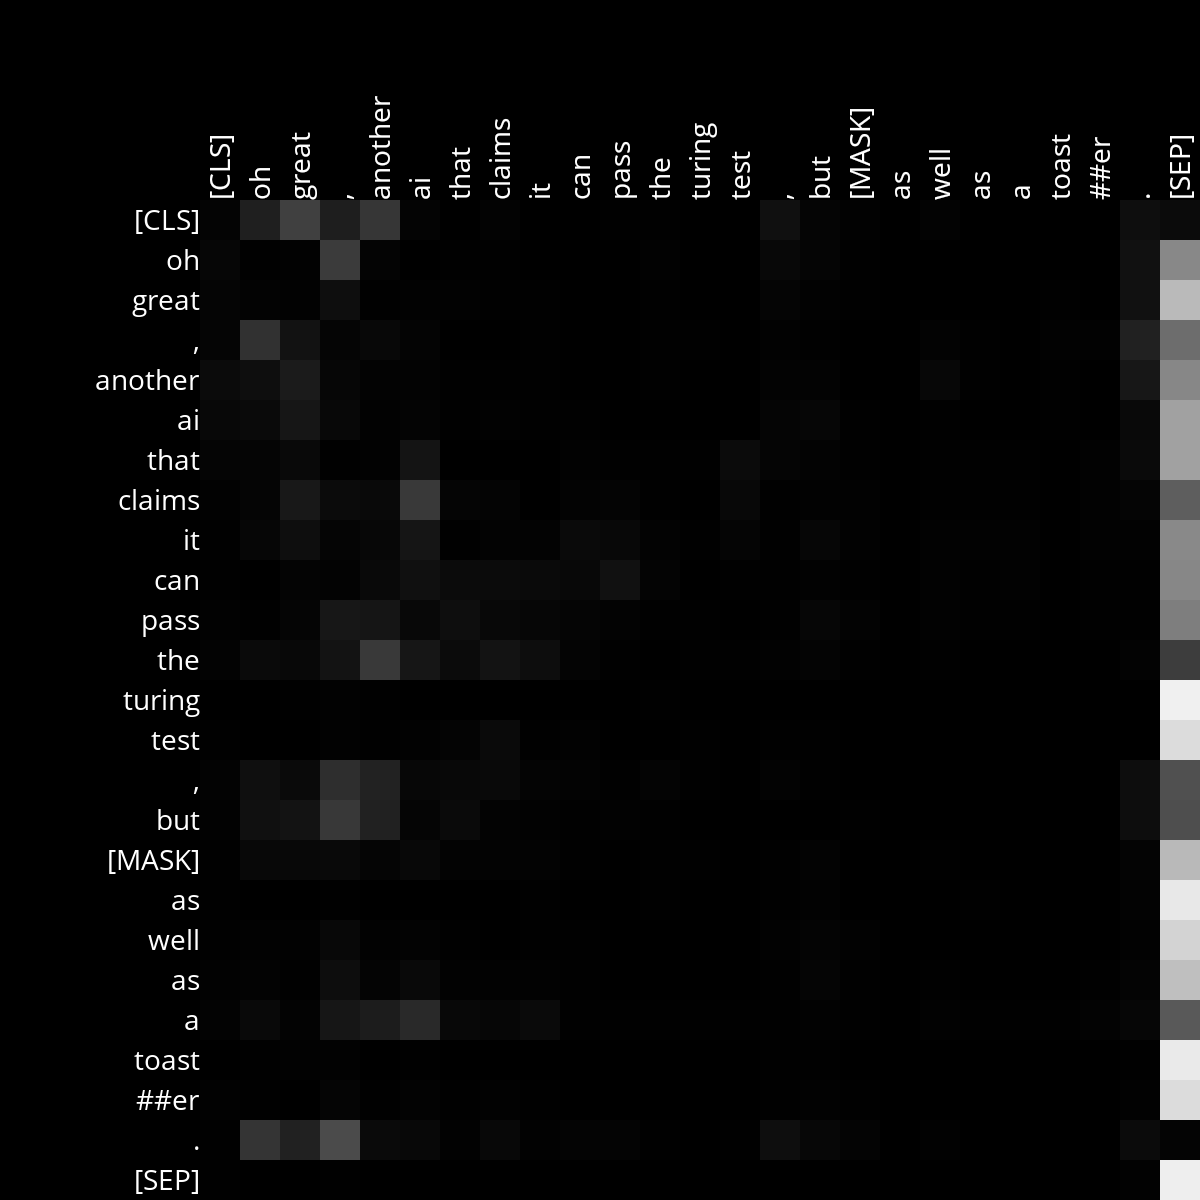 [CLS] oh great , another ai that claims it can pass the turing test , but [MASK] as well as a toast ##er . [SEP]
[CLS]
oh
great
,
another
ai
that
claims
it
can
pass
the
turing
test
,
but
[MASK]
as
well
as
a
toast
##er
.
[SEP]